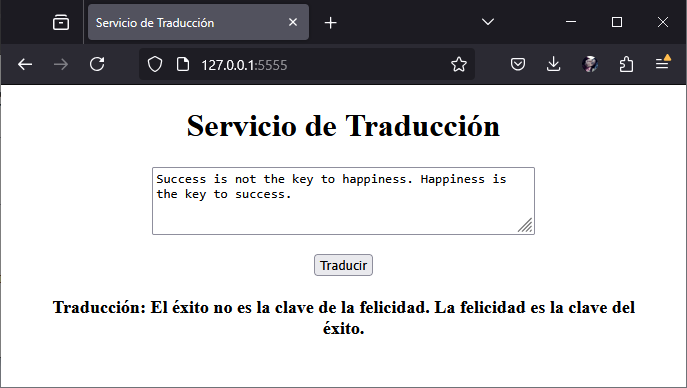 Servicio de Traducción
127.0.0.1:5555
Servicio de Traducción
Success is not the key to happiness. Happiness is
the key to success.
Traducir
Traducción: El éxito no es la clave de la felicidad. La felicidad es la clave del
éxito.